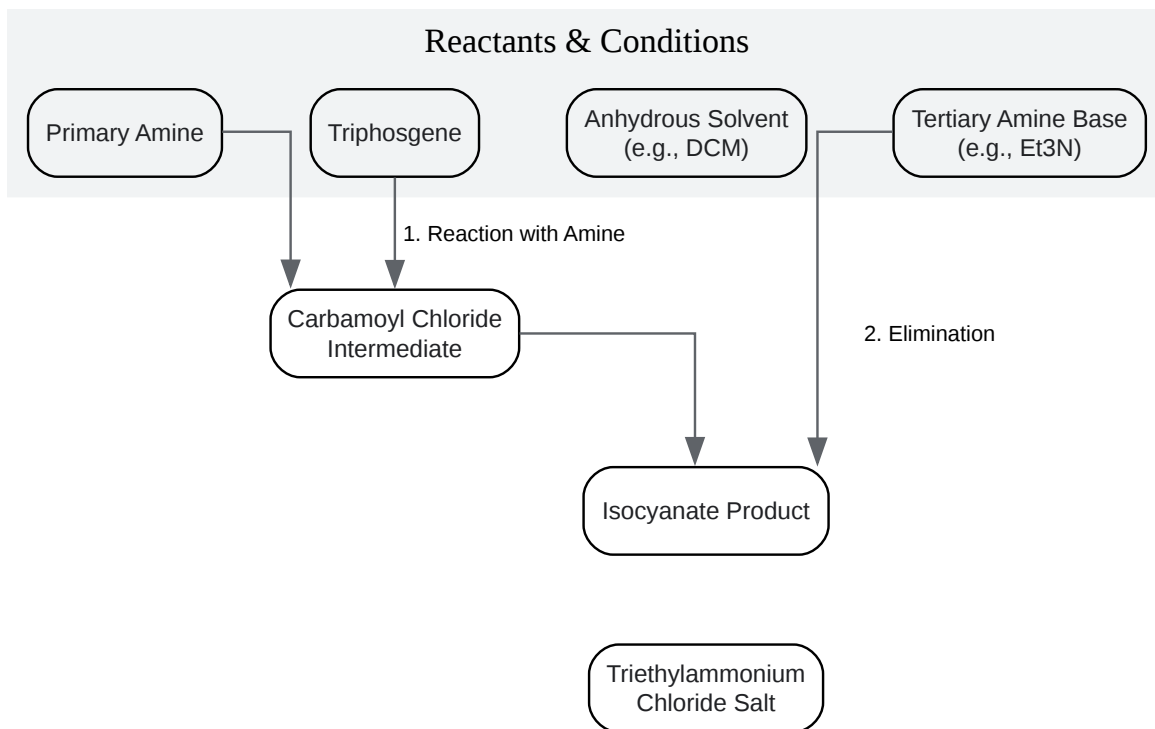 Reactants & Conditions
Primary Amine
Triphosgene
Anhydrous Solvent
(e.g., DCM)
Tertiary Amine Base
(e.g., Et3N)
1. Reaction with Amine
Carbamoyl Chloride
Intermediate
2. Elimination
Isocyanate Product
Triethylammonium
Chloride Salt